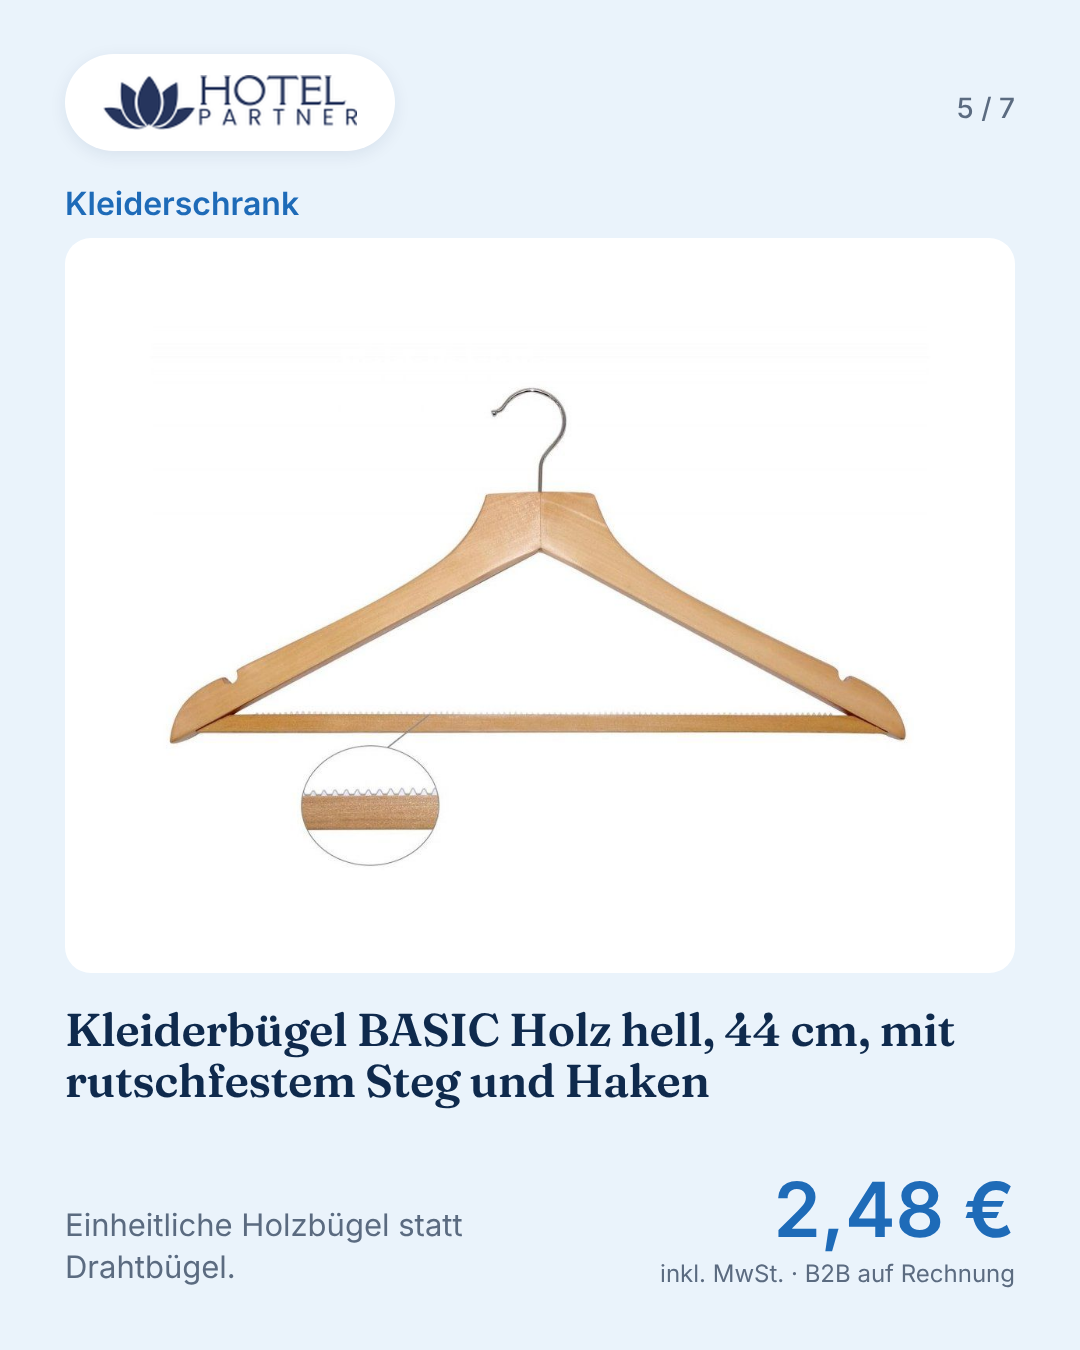 HOTEL
PARTNER
5 / 7
Kleiderschrank
Kleiderbügel BASIC Holz hell, 44 cm, mit
rutschfestem Steg und Haken
Einheitliche Holzbügel statt
Drahtbügel.
2,48 €
inkl. MwSt. · B2B auf Rechnung